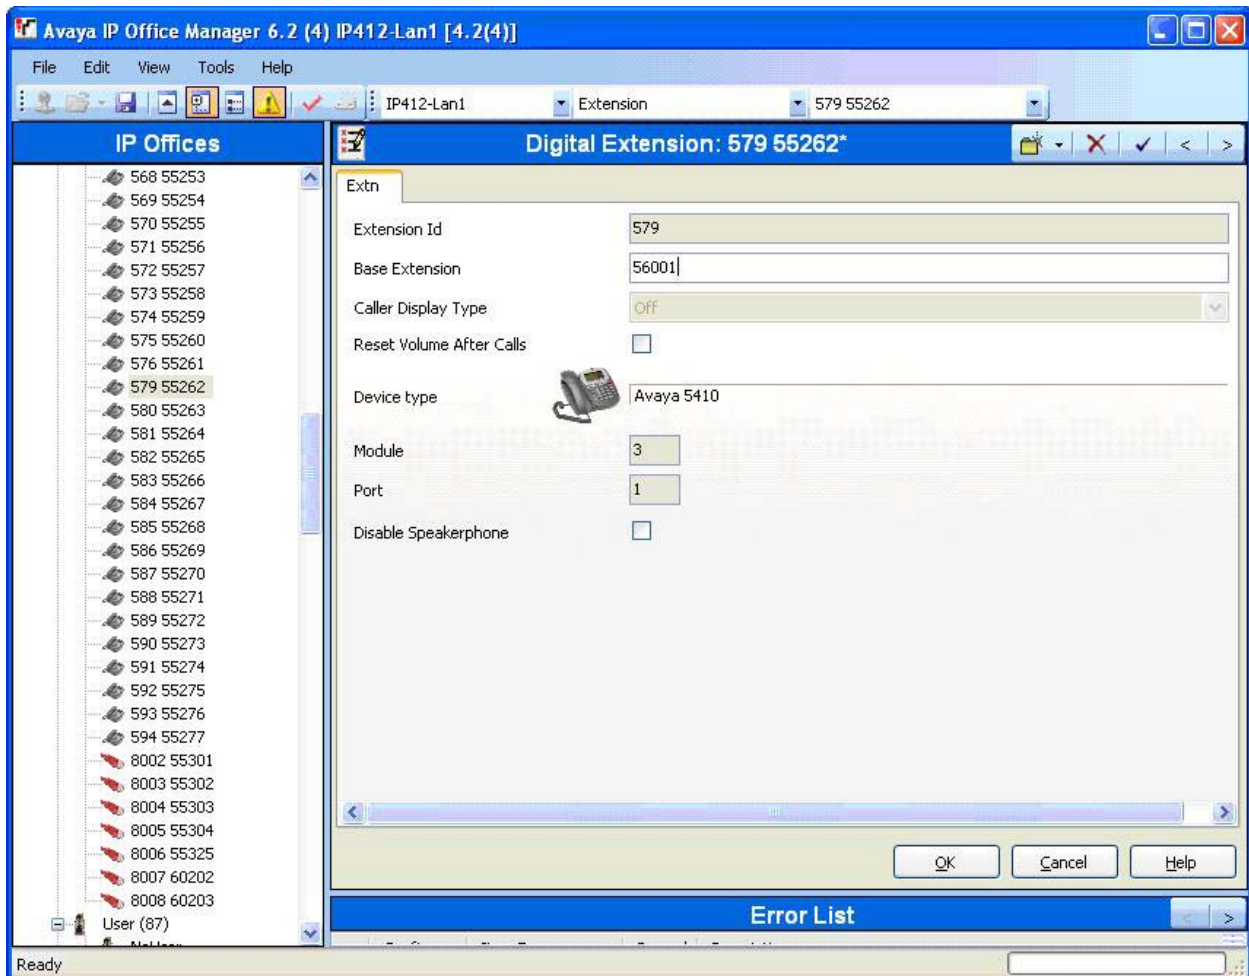 Avaya IP Office Manager 6.2 (4) IP412-Lan1 [4.2(4)]
File Edit View Tools Help
IP412-Lan1 Extension 579 55262
IP Offices
568 55253
569 55254
570 55255
571 55256
572 55257
573 55258
574 55259
575 55260
576 55261
579 55262
580 55263
581 55264
582 55265
583 55266
584 55267
585 55268
586 55269
587 55270
588 55271
589 55272
590 55273
591 55274
592 55275
593 55276
594 55277
8002 55301
8003 55302
8004 55303
8005 55304
8006 55325
8007 60202
8008 60203
User (87)
Digital Extension: 579 55262*
Extn
Extension Id 579
Base Extension 56001
Caller Display Type Off
Reset Volume After Calls
Device type Avaya 5410
Module 3
Port 1
Disable Speakerphone
OK Cancel Help
Error List
Ready